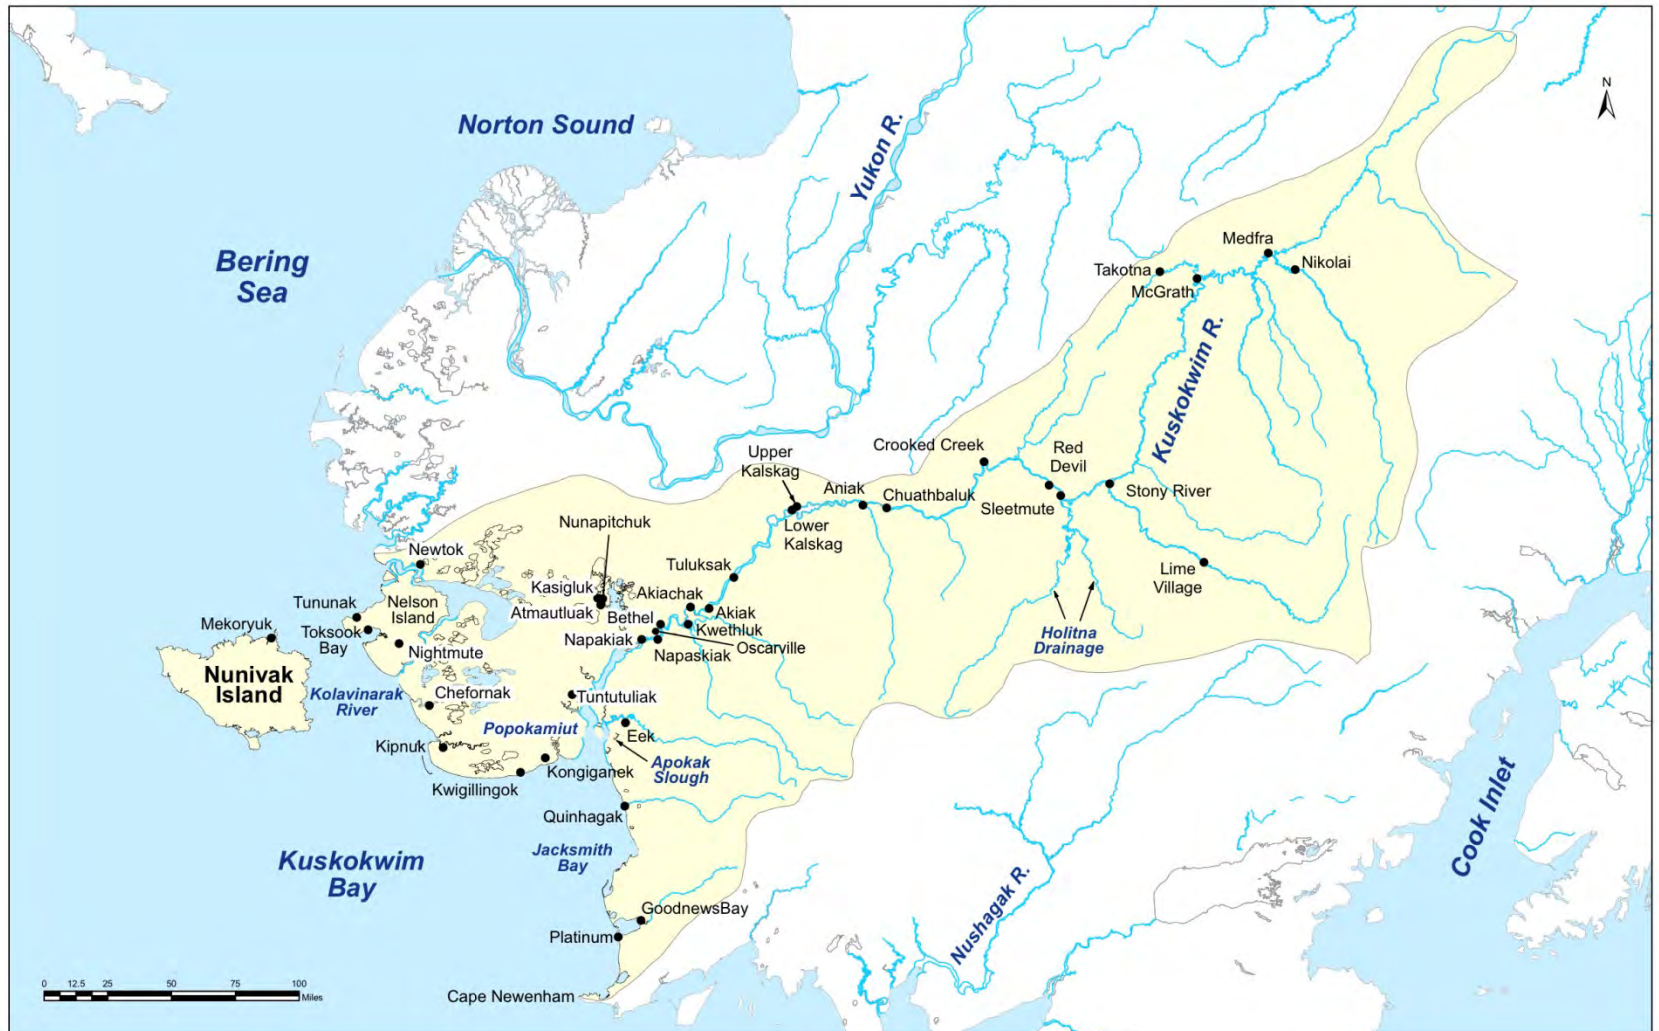 N
Norton Sound
Yukon R.
Bering
Sea
Medfra
Nikolai
Takotna
McGrath
Kuskokwim R.
Crooked Creek
Red
Devil
Upper
Kalskag
Aniak
Chuathbaluk
Stony River
Sleetmute
Lower
Kalskag
Nunapitchuk
Newtok
Tuluksak
Lime
Village
Kasigluk
Akiachak
Nelson
Island
Tununak
Atmautluak
Bethel
Akiak
Mekoryuk
Toksook
Bay
Kwethluk
Holitna
Drainage
Napakiak
Oscarville
Nightmute
Napaskiak
Nunivak
Island
Kolavinarak
River
Chefornak
Tuntutuliak
Popokamiut
Eek
Kipnuk
Apokak
Slough
Kongiganek
Kwigillingok
Quinhagak
Cook Inlet
Jacksmith
Bay
Kuskokwim
Bay
Nushagak R.
GoodnewsBay
Platinum
0 12.5 25 50 75 100
Miles
Cape Newenham